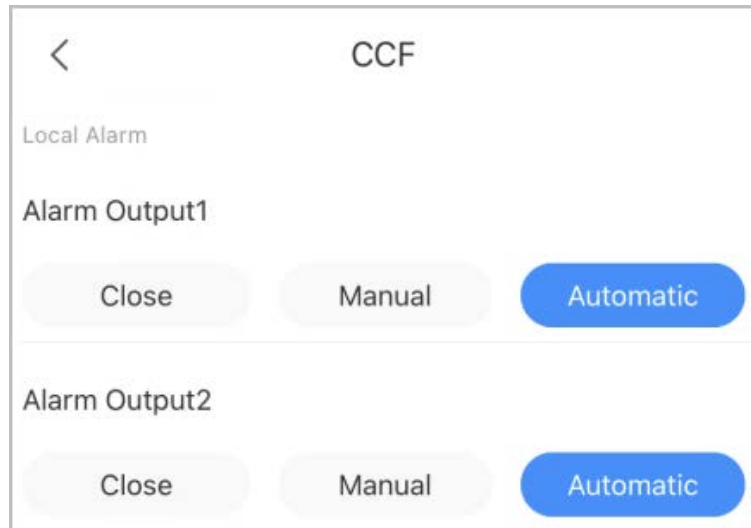 CCF
Local Alarm
Alarm Output1
Close Manual Automatic
Alarm Output2
Close Manual Automatic